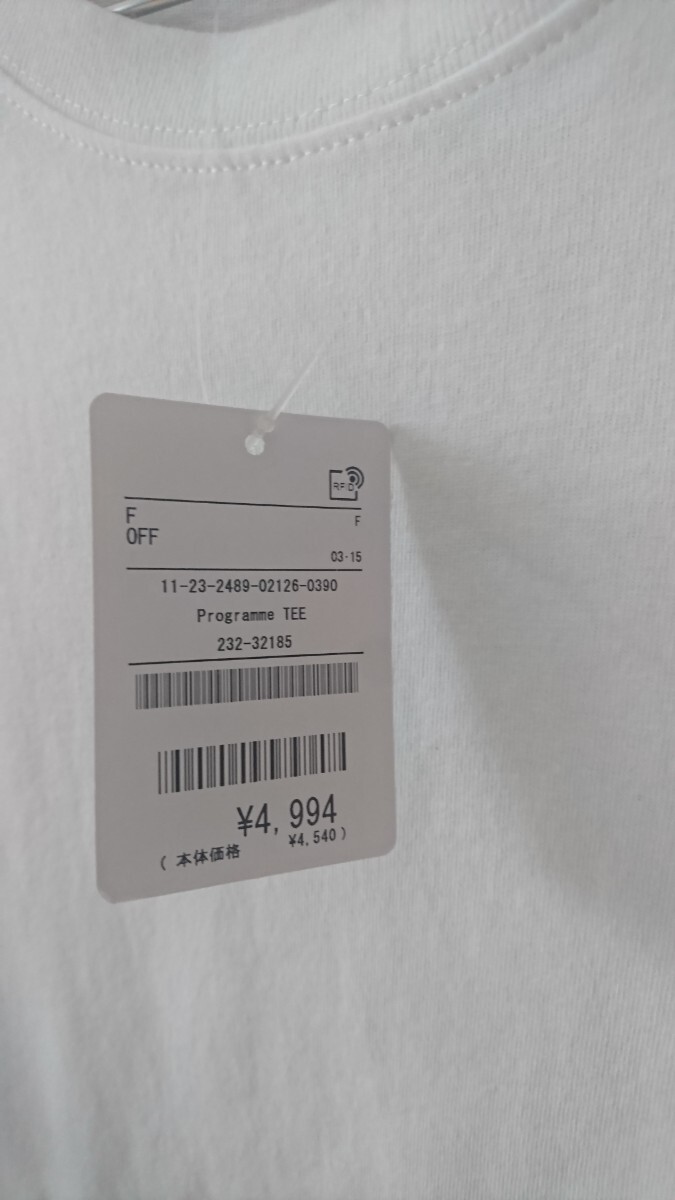 RFID
F
F
OFF
03-15
11-23-2489-02126-0390
Programme TEE
232-32185
¥4,994
( 本体価格 ¥4,540 )